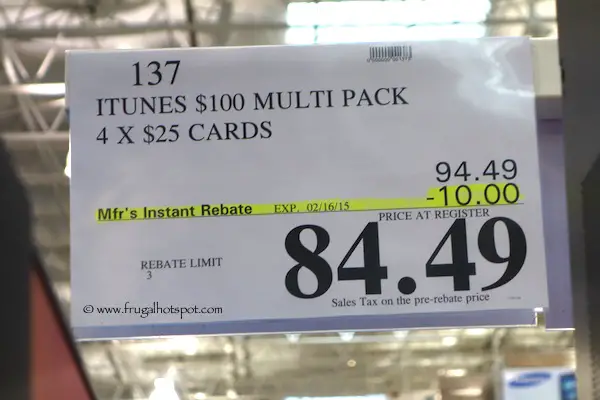 137
ITUNES $100 MULTI PACK
4 X $25 CARDS
94.49
Mfr's Instant Rebate EXP. 02/16/15 -10.00
PRICE AT REGISTER
84.49
REBATE LIMIT
3
Sales Tax on the pre-rebate price
© www.frugalhotspot.com
SAMSUNG